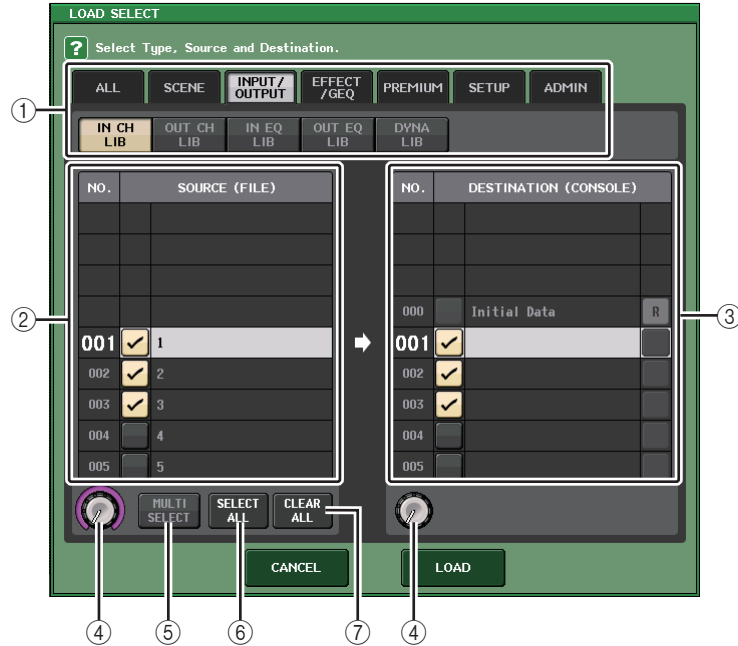 LOAD SELECT
? Select Type, Source and Destination.
ALL SCENE INPUT/OUTPUT EFFECT/GEQ PREMIUM SETUP ADMIN
①
IN CH LIB OUT CH LIB IN EQ LIB OUT EQ LIB DYNA LIB
NO. SOURCE (FILE) NO. DESTINATION (CONSOLE)
② 000 Initial Data R ③
001 1 001
002 2 002
003 3 003
004 4 004
005 5 005
MULTI SELECT SELECT ALL CLEAR ALL
CANCEL LOAD
④ ⑤ ⑥ ⑦ ④